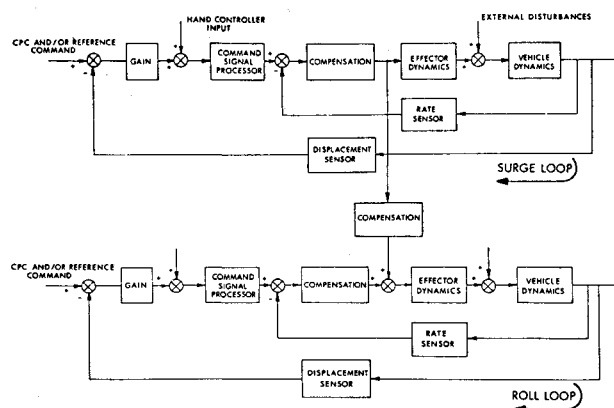 HAND CONTROLLER
INPUT
EXTERNAL DISTURBANCES
CPC AND/OR REFERENCE
COMMAND
GAIN
COMMAND
SIGNAL
PROCESSOR
COMPENSATION
EFFECTOR
DYNAMICS
VEHICLE
DYNAMICS
RATE
SENSOR
DISPLACEMENT
SENSOR
SURGE LOOP
COMPENSATION
CPC AND/OR REFERENCE
COMMAND
GAIN
COMMAND
SIGNAL
PROCESSOR
COMPENSATION
EFFECTOR
DYNAMICS
VEHICLE
DYNAMICS
RATE
SENSOR
DISPLACEMENT
SENSOR
ROLL LOOP